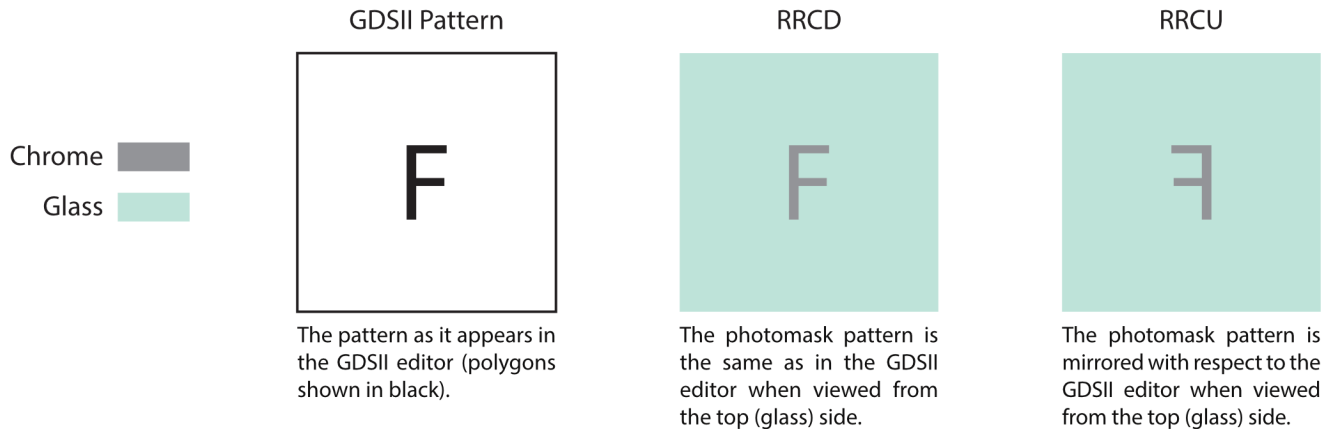 GDSII Pattern
RRCD
RRCU
Chrome
Glass
F
F
F
The pattern as it appears in
the GDSII editor (polygons
shown in black).
The photomask pattern is
the same as in the GDSII
editor when viewed from
the top (glass) side.
The photomask pattern is
mirrored with respect to the
GDSII editor when viewed
from the top (glass) side.